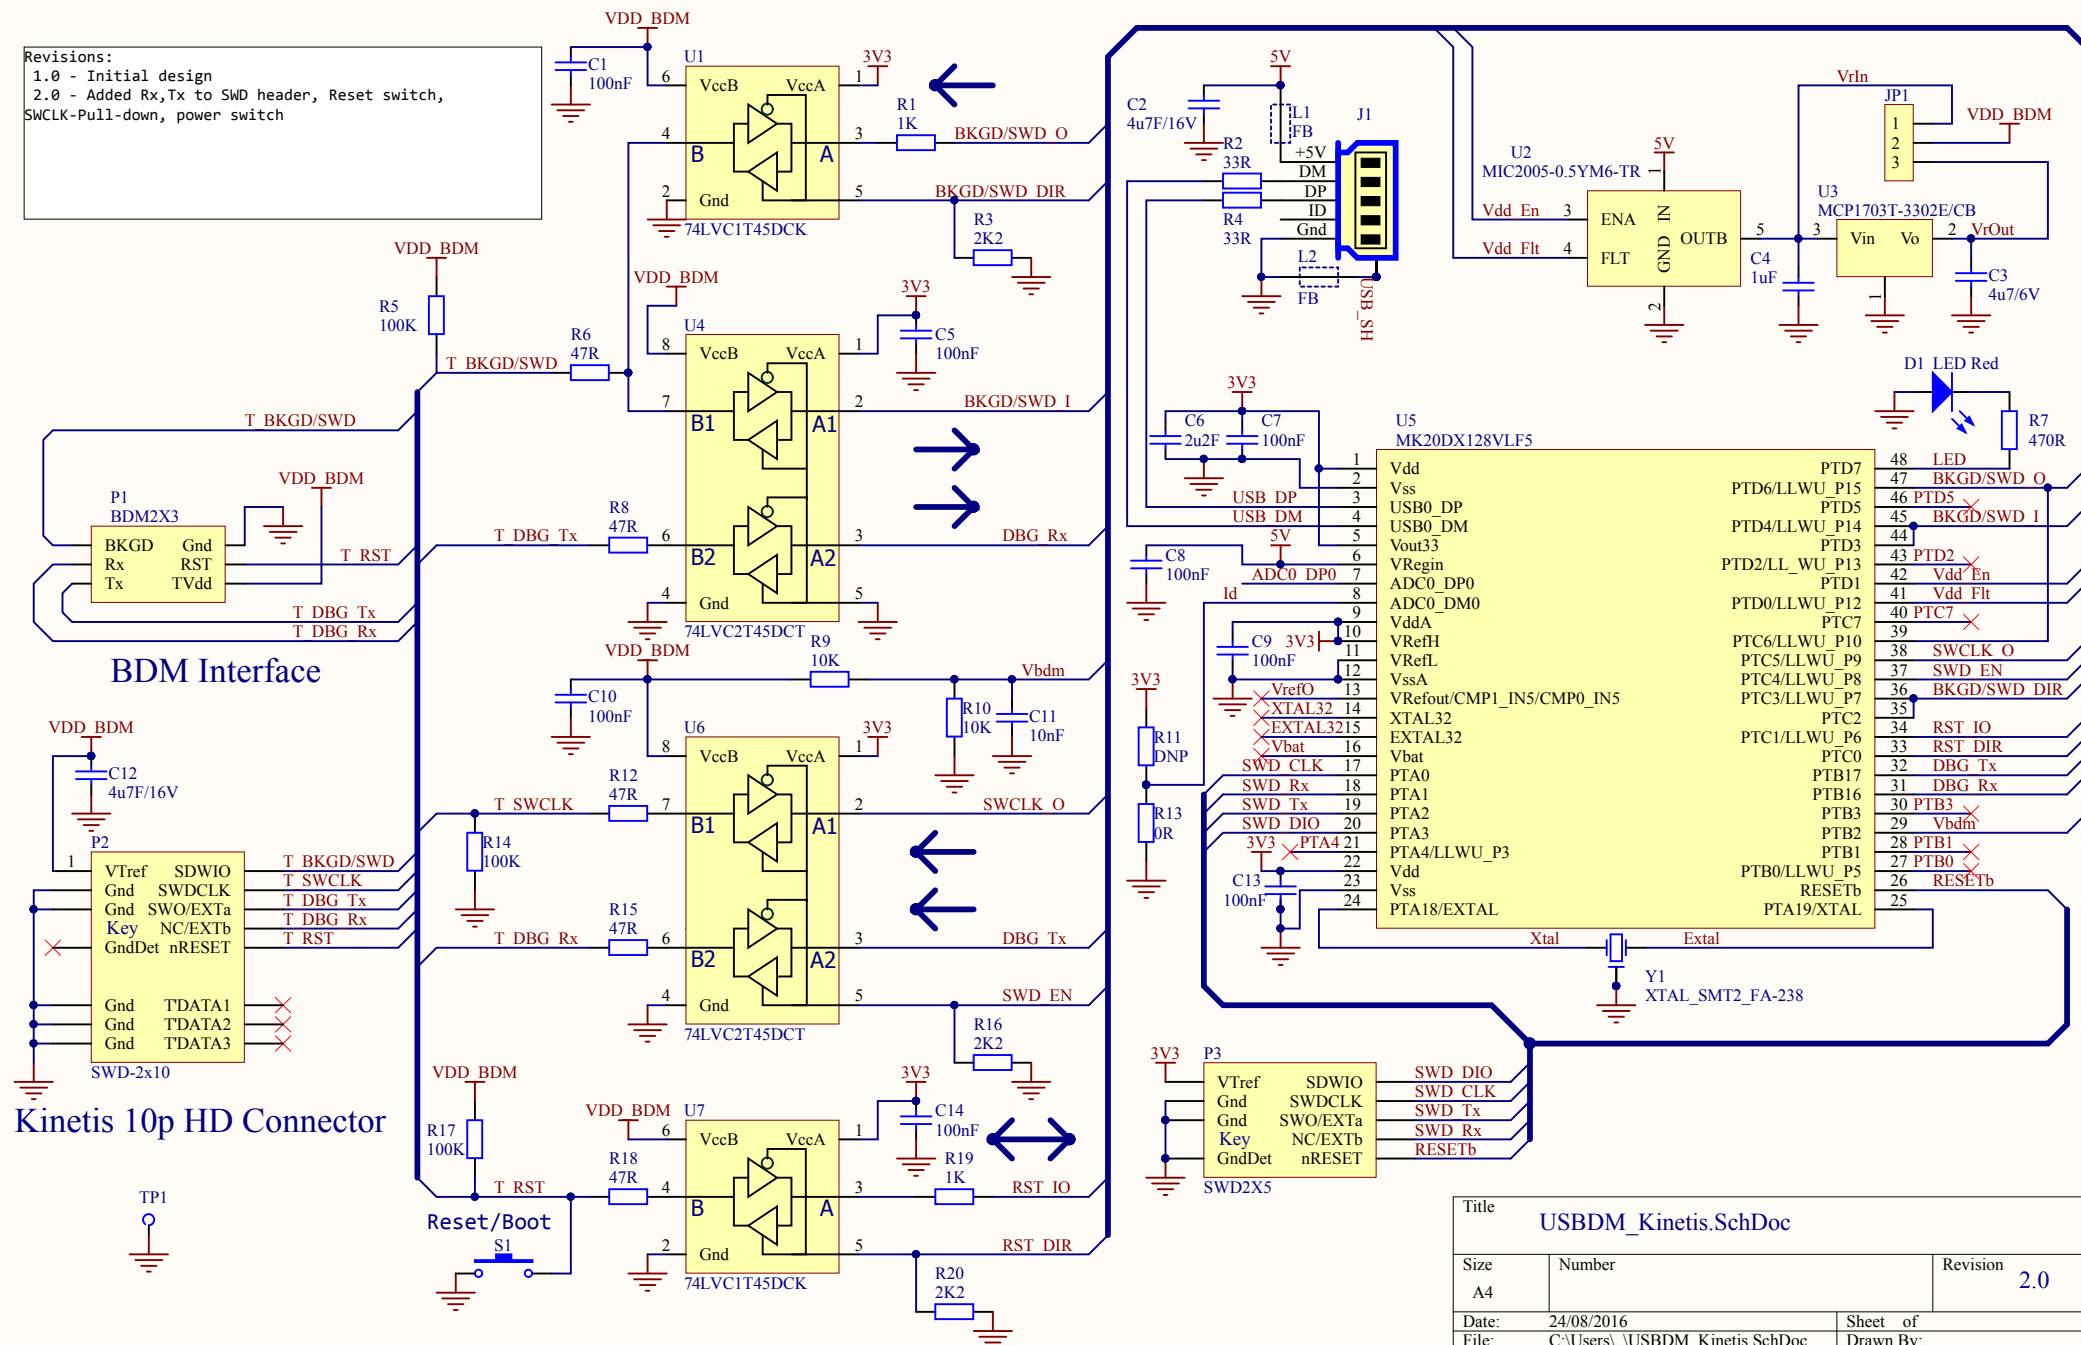 Revisions:
1.0 - Initial design
2.0 - Added Rx,Tx to SWD header, Reset switch,
SWCLK-Pull-down, power switch
VDD_BDM
C1
100nF
U1
6 VccB VccA 1
3V3
4 B A 3
R1
1K
BKGD/SWD_O
2 Gnd 5
BKGD/SWD_DIR
74LVC1T45DCK
R3
2K2
VDD_BDM
R5
100K
T_BKGD/SWD
R6
47R
VDD_BDM
U4
3V3
C5
100nF
8 VccB VccA 1
7 B1 A1 2
BKGD/SWD_I
R8
47R
T_DBG_Tx
6 B2 A2 3
DBG_Rx
4 Gnd 5
74LVC2T45DCT
T_BKGD/SWD
VDD_BDM
P1
BDM2X3
BKGD Gnd
Rx RST
Tx TVdd
T_RST
T_DBG_Tx
T_DBG_Rx
BDM Interface
VDD_BDM
R9
10K
Vbdm
C10
100nF
R10
10K
C11
10nF
U6
3V3
8 VccB VccA 1
R12
47R
T_SWCLK
7 B1 A1 2
SWCLK_O
R14
100K
R15
47R
T_DBG_Rx
6 B2 A2 3
DBG_Tx
4 Gnd 5
SWD_EN
74LVC2T45DCT
R16
2K2
VDD_BDM
C12
4u7F/16V
P2
1 VTref SDWIO T_BKGD/SWD
Gnd SWDCLK T_SWCLK
Gnd SWO/EXTa T_DBG_Tx
Key NC/EXTb T_DBG_Rx
GndDet nRESET T_RST
Gnd T'DATA1
Gnd T'DATA2
Gnd T'DATA3
SWD-2x10
Kinetis 10p HD Connector
VDD_BDM
R17
100K
VDD_BDM
U7
3V3
C14
100nF
6 VccB VccA 1
R18
47R
T_RST
4 B A 3
R19
1K
RST_IO
2 Gnd 5
RST_DIR
74LVC1T45DCK
R20
2K2
Reset/Boot
S1
TP1
5V
C2
4u7F/16V
L1
FB
J1
R2
33R
R4
33R
+5V
DM
DP
ID
Gnd
L2
FB
USB_SH
U2
MIC2005-0.5YM6-TR
5V
1
Vdd_En 3 ENA
Vdd_Flt 4 FLT
GND IN
OUTB 5
2
VrIn
JP1
1
2
3
VDD_BDM
U3
MCP1703T-3302E/CB
3 Vin Vo 2
VrOut
1
C4
1uF
C3
4u7/6V
D1 LED Red
R7
470R
3V3
C6
2u2F
C7
100nF
U5
MK20DX128VLF5
1 Vdd PTD7 48 LED
2 Vss PTD6/LLWU_P15 47 BKGD/SWD_O
USB_DP 3 USB0_DP PTD5 46 PTD5
USB_DM 4 USB0_DM PTD4/LLWU_P14 45 BKGD/SWD_I
5 Vout33 PTD3 44
5V
6 VRegin PTD2/LL_WU_P13 43 PTD2
ADC0_DP0 7 ADC0_DP0 PTD1 42 Vdd_En
Id 8 ADC0_DM0 PTD0/LLWU_P12 41 Vdd_Flt
9 VddA PTC7 40 PTC7
3V3 10 VRefH PTC6/LLWU_P10 39
11 VRefL PTC5/LLWU_P9 38 SWCLK_O
12 VssA PTC4/LLWU_P8 37 SWD_EN
VrefO 13 VRefout/CMP1_IN5/CMP0_IN5 PTC3/LLWU_P7 36 BKGD/SWD_DIR
XTAL32 14 XTAL32 PTC2 35
EXTAL32 15 EXTAL32 PTC1/LLWU_P6 34 RST_IO
Vbat 16 Vbat PTC0 33 RST_DIR
SWD_CLK 17 PTA0 PTB17 32 DBG_Tx
SWD_Rx 18 PTA1 PTB16 31 DBG_Rx
SWD_Tx 19 PTA2 PTB3 30 PTB3
SWD_DIO 20 PTA3 PTB2 29 Vbdm
PTA4 21 PTA4/LLWU_P3 PTB1 28 PTB1
3V3
22 Vdd PTB0/LLWU_P5 27 PTB0
23 Vss RESETb 26 RESETb
24 PTA18/EXTAL PTA19/XTAL 25
C8
100nF
C9
100nF
3V3
R11
DNP
R13
0R
C13
100nF
Xtal
Extal
Y1
XTAL_SMT2_FA-238
3V3
P3
VTref SDWIO SWD_DIO
Gnd SWDCLK SWD_CLK
Gnd SWO/EXTa SWD_Tx
Key NC/EXTb SWD_Rx
GndDet nRESET RESETb
SWD2X5
Title
USBDM_Kinetis.SchDoc
Size Number Revision
A4 2.0
Date: 24/08/2016 Sheet of
File: C:\Users\..\USBDM_Kinetis.SchDoc Drawn By: